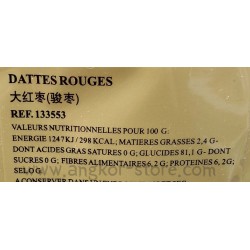 DATTES ROUGES
大红枣(骏枣)
REF.133553
VALEURS NUTRITIONNELLES POUR 100 G:
ENERGIE 1247KJ / 298 KCAL; MATIERES GRASSES 2,4 G-
DONT ACIDES GRAS SATURES 0 G; GLUCIDES 81,1 G- DONT
SUCRES 0 G; FIBRES ALIMENTAIRES 6,2 G; PROTEINES 6,2G;
SEL 0 G
www.angkor-store.com
A CONSERVER DANS